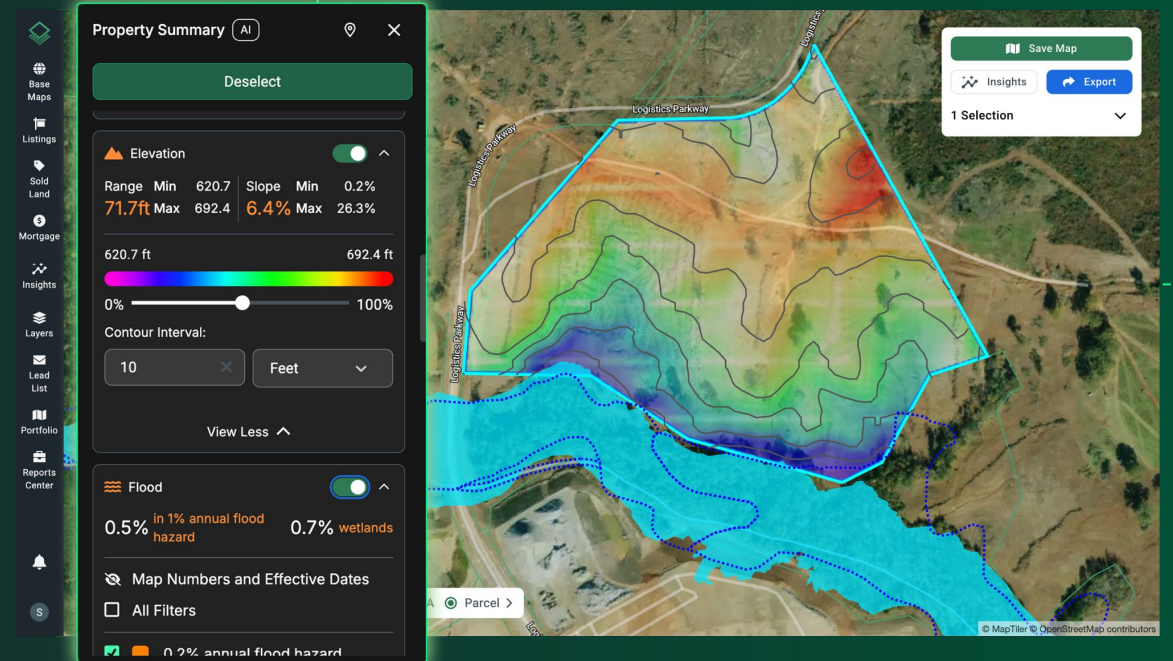 Base
Maps
Listings
Sold
Land
Mortgage
Insights
Layers
Lead
List
Portfolio
Reports
Center
S
Property Summary AI
Deselect
Elevation
Range Min 620.7 Slope Min 0.2%
71.7ft Max 692.4 6.4% Max 26.3%
620.7 ft 692.4 ft
0% 100%
Contour Interval:
10 Feet
View Less
Flood
0.5% in 1% annual flood
hazard
0.7% wetlands
Map Numbers and Effective Dates
All Filters
0.2% annual flood hazard
Logistics
Logistics Parkway
Logistics Parkway
Logistics Parkway
Save Map
Insights Export
1 Selection
A Parcel
© MapTiler © OpenStreetMap contributors